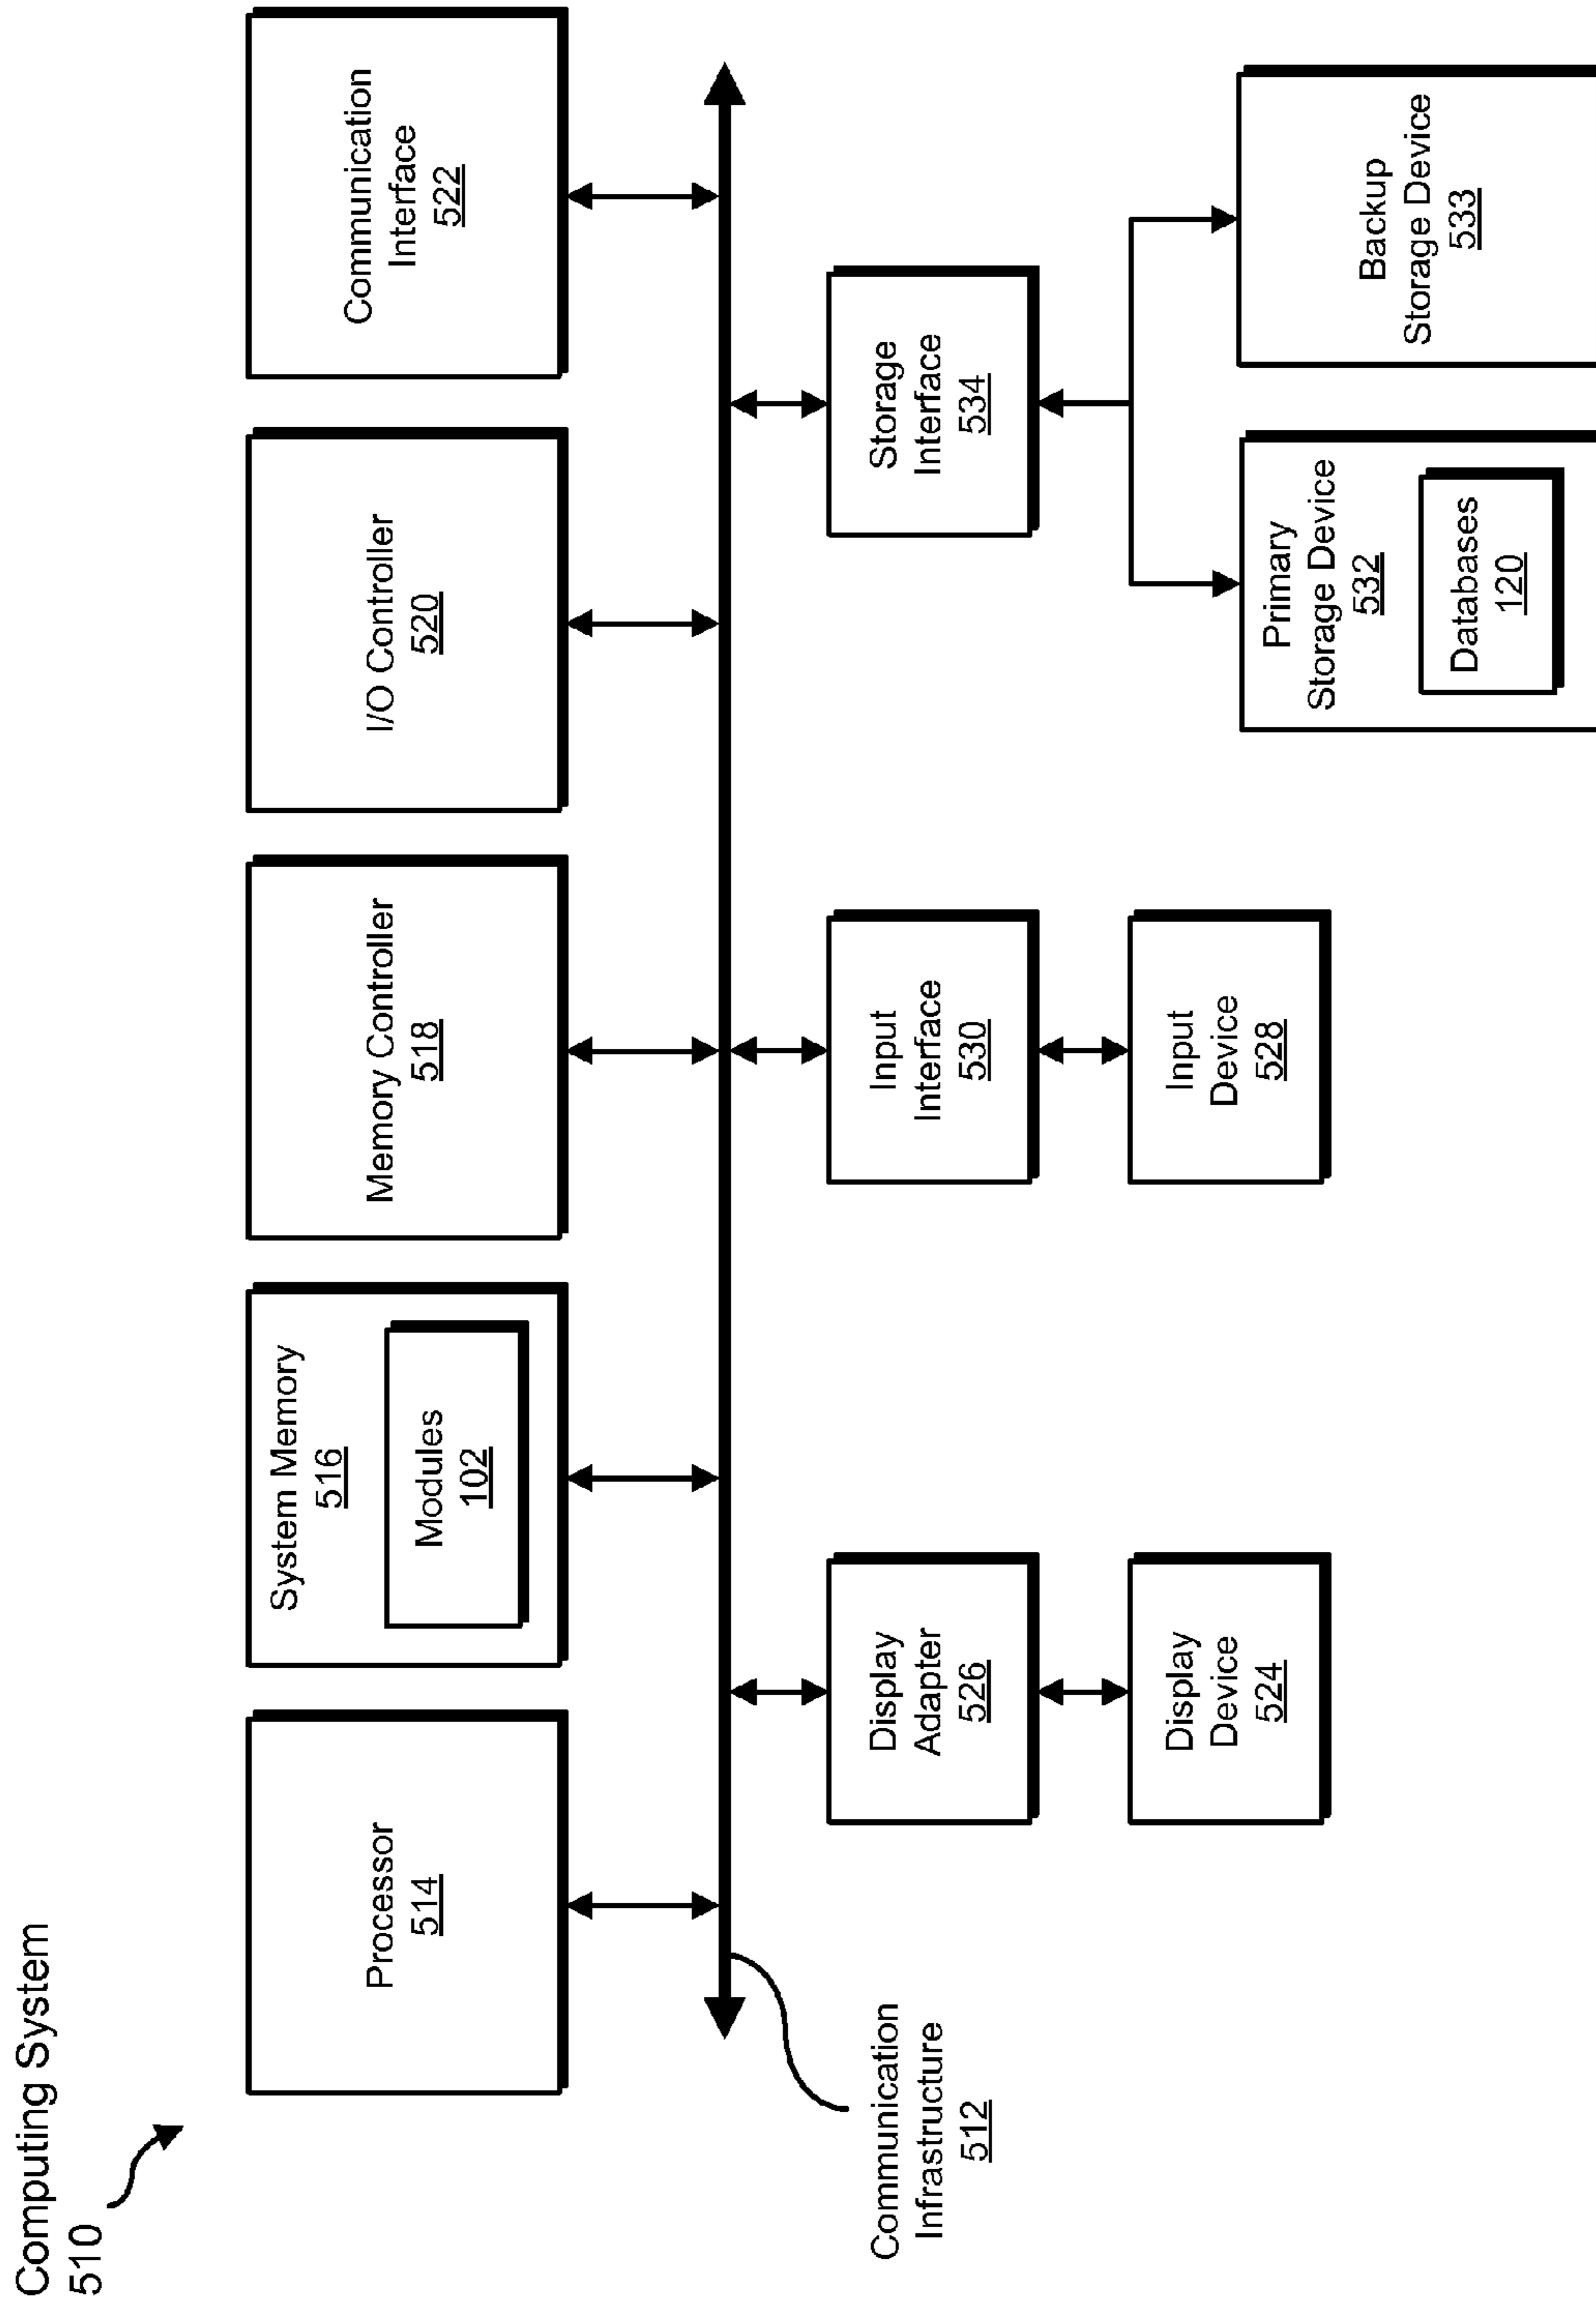 Computing System
510
Processor
514
System Memory
516
Modules
102
Memory Controller
518
I/O Controller
520
Communication
Interface
522
Communication
Infrastructure
512
Display
Adapter
526
Display
Device
524
Input
Interface
530
Input
Device
528
Storage
Interface
534
Primary
Storage Device
532
Databases
120
Backup
Storage Device
533